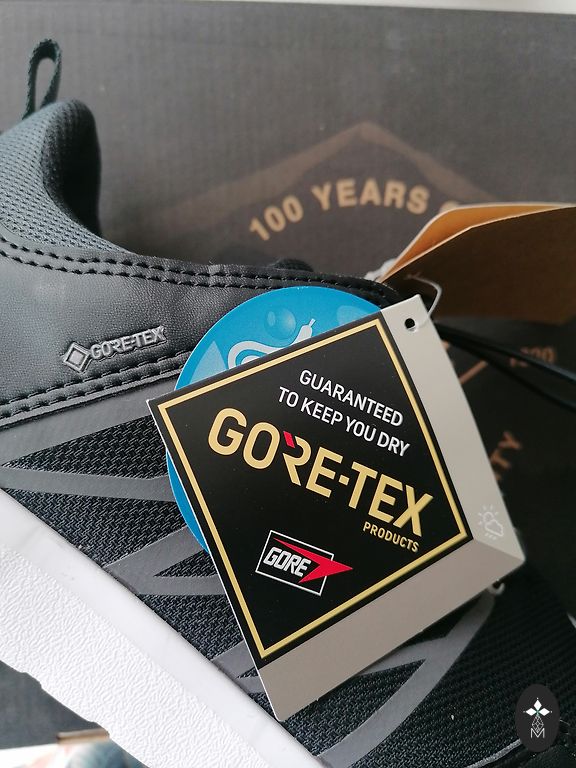 100 YEARS
GORE-TEX
GUARANTEED
TO KEEP YOU DRY
GORE-TEX
PRODUCTS
GORE